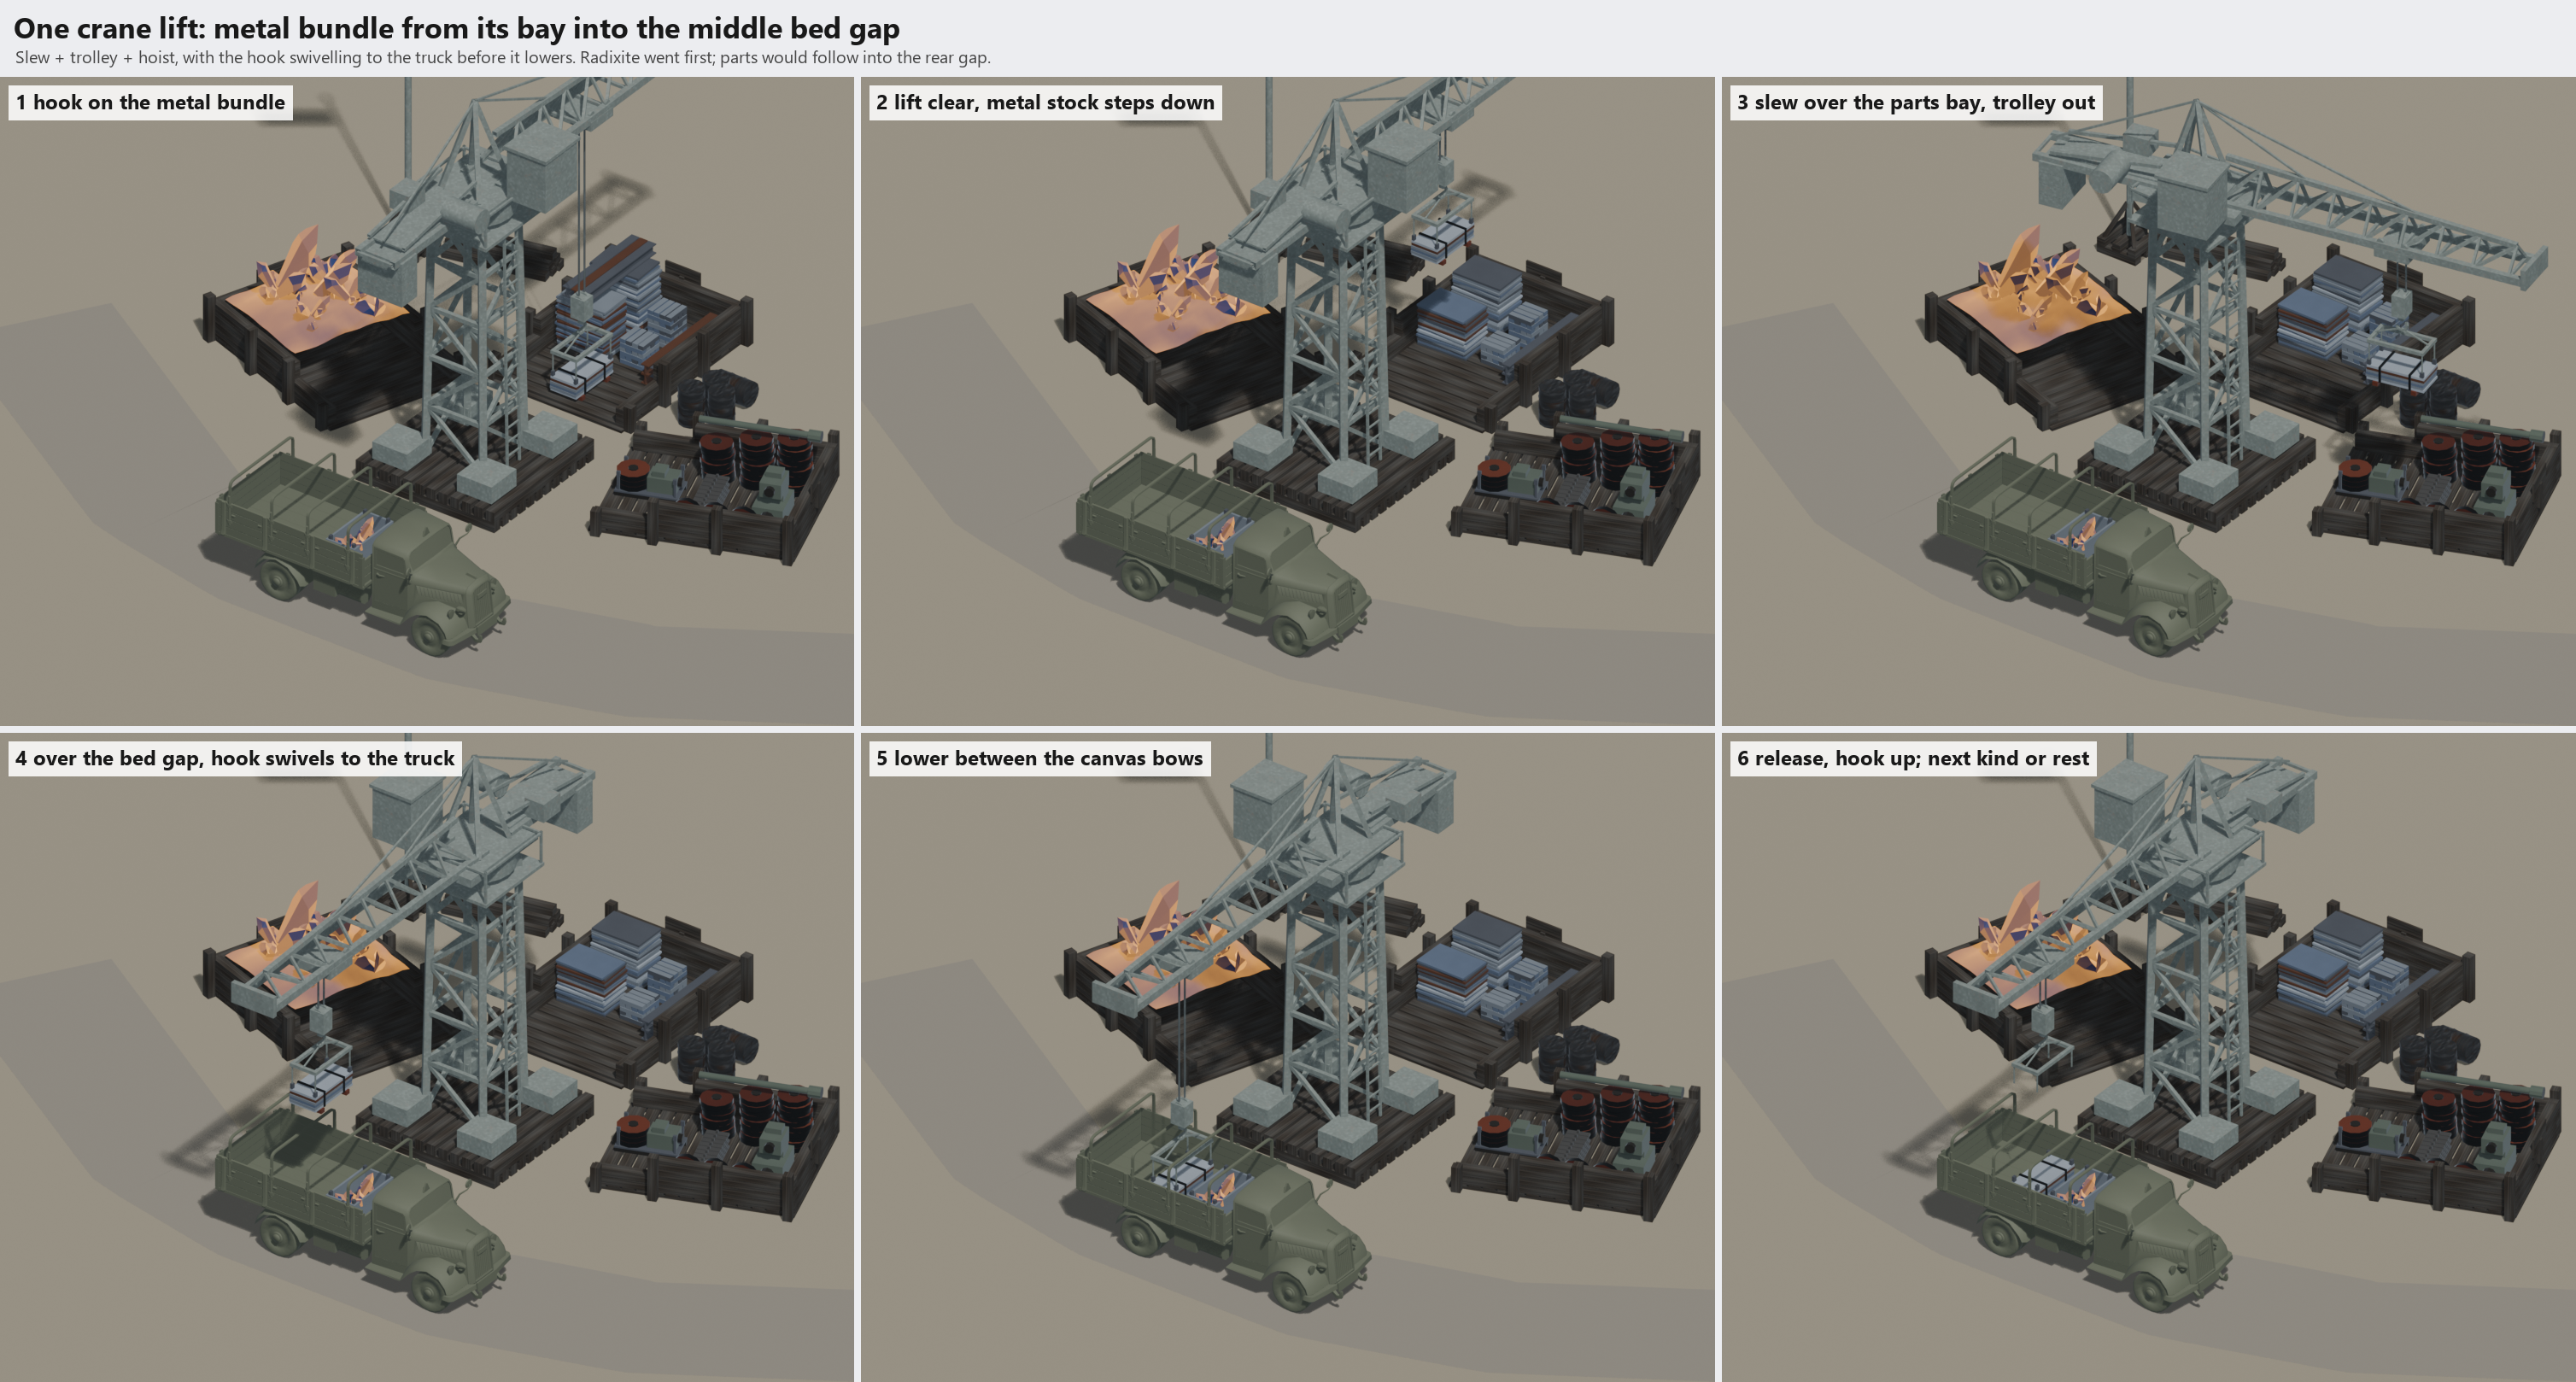 One crane lift: metal bundle from its bay into the middle bed gap
Slew + trolley + hoist, with the hook swivelling to the truck before it lowers. Radixite went first; parts would follow into the rear gap.
1 hook on the metal bundle
2 lift clear, metal stock steps down
3 slew over the parts bay, trolley out
4 over the bed gap, hook swivels to the truck
5 lower between the canvas bows
6 release, hook up; next kind or rest